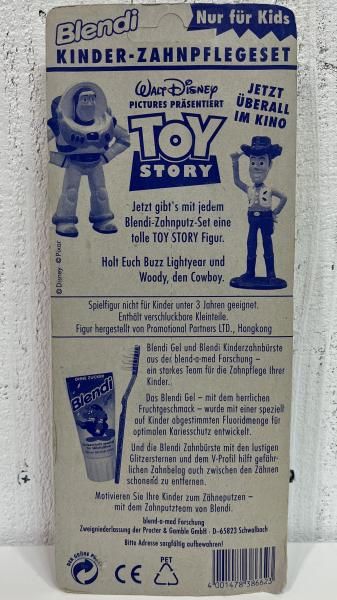 Blendi
Nur für Kids
KINDER-ZAHNPFLEGESET
WALT DISNEY
PICTURES PRÄSENTIERT
JETZT
ÜBERALL
IM KINO
TOY
STORY
Jetzt gibt's mit jedem
Blendi-Zahnputz-Set eine
tolle TOY STORY Figur.
Holt Euch Buzz Lightyear und
Woody, den Cowboy.
© Disney © Pixar
Spielfigur nicht für Kinder unter 3 Jahren geeignet.
Enthält verschluckbare Kleinteile.
Figur hergestellt von Promotional Partners LTD., Hongkong
OHNE ZUCKER
Blendi
Blendi Gel und Blendi Kinderzahnbürste
aus der blend-a-med Forschung –
ein starkes Team für die Zahnpflege Ihrer
Kinder.
Das Blendi Gel – mit dem herrlichen
Fruchtgeschmack – wurde mit einer speziell
auf Kinder abgestimmten Fluoridmenge für
optimalen Kariesschutz entwickelt.
Und die Blendi Zahnbürste mit den lustigen
Glitzersternen und dem V-Profil hilft gefähr-
lichen Zahnbelag auch zwischen den Zähnen
schonend zu entfernen.
Motivieren Sie Ihre Kinder zum Zähneputzen –
mit dem Zahnputzteam von Blendi.
blend-a-med Forschung
Zweigniederlassung der Procter & Gamble GmbH · D-65823 Schwalbach
Bitte Adresse sorgfältig aufbewahren!
DER GRÜNE PUNKT
CE
PET
4 001478 386623